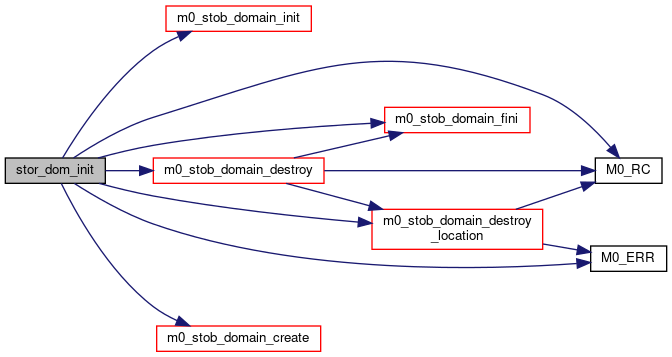 m0_stob_domain_init
m0_stob_domain_fini
stor_dom_init
m0_stob_domain_destroy
M0_RC
m0_stob_domain_destroy
_location
M0_ERR
m0_stob_domain_create